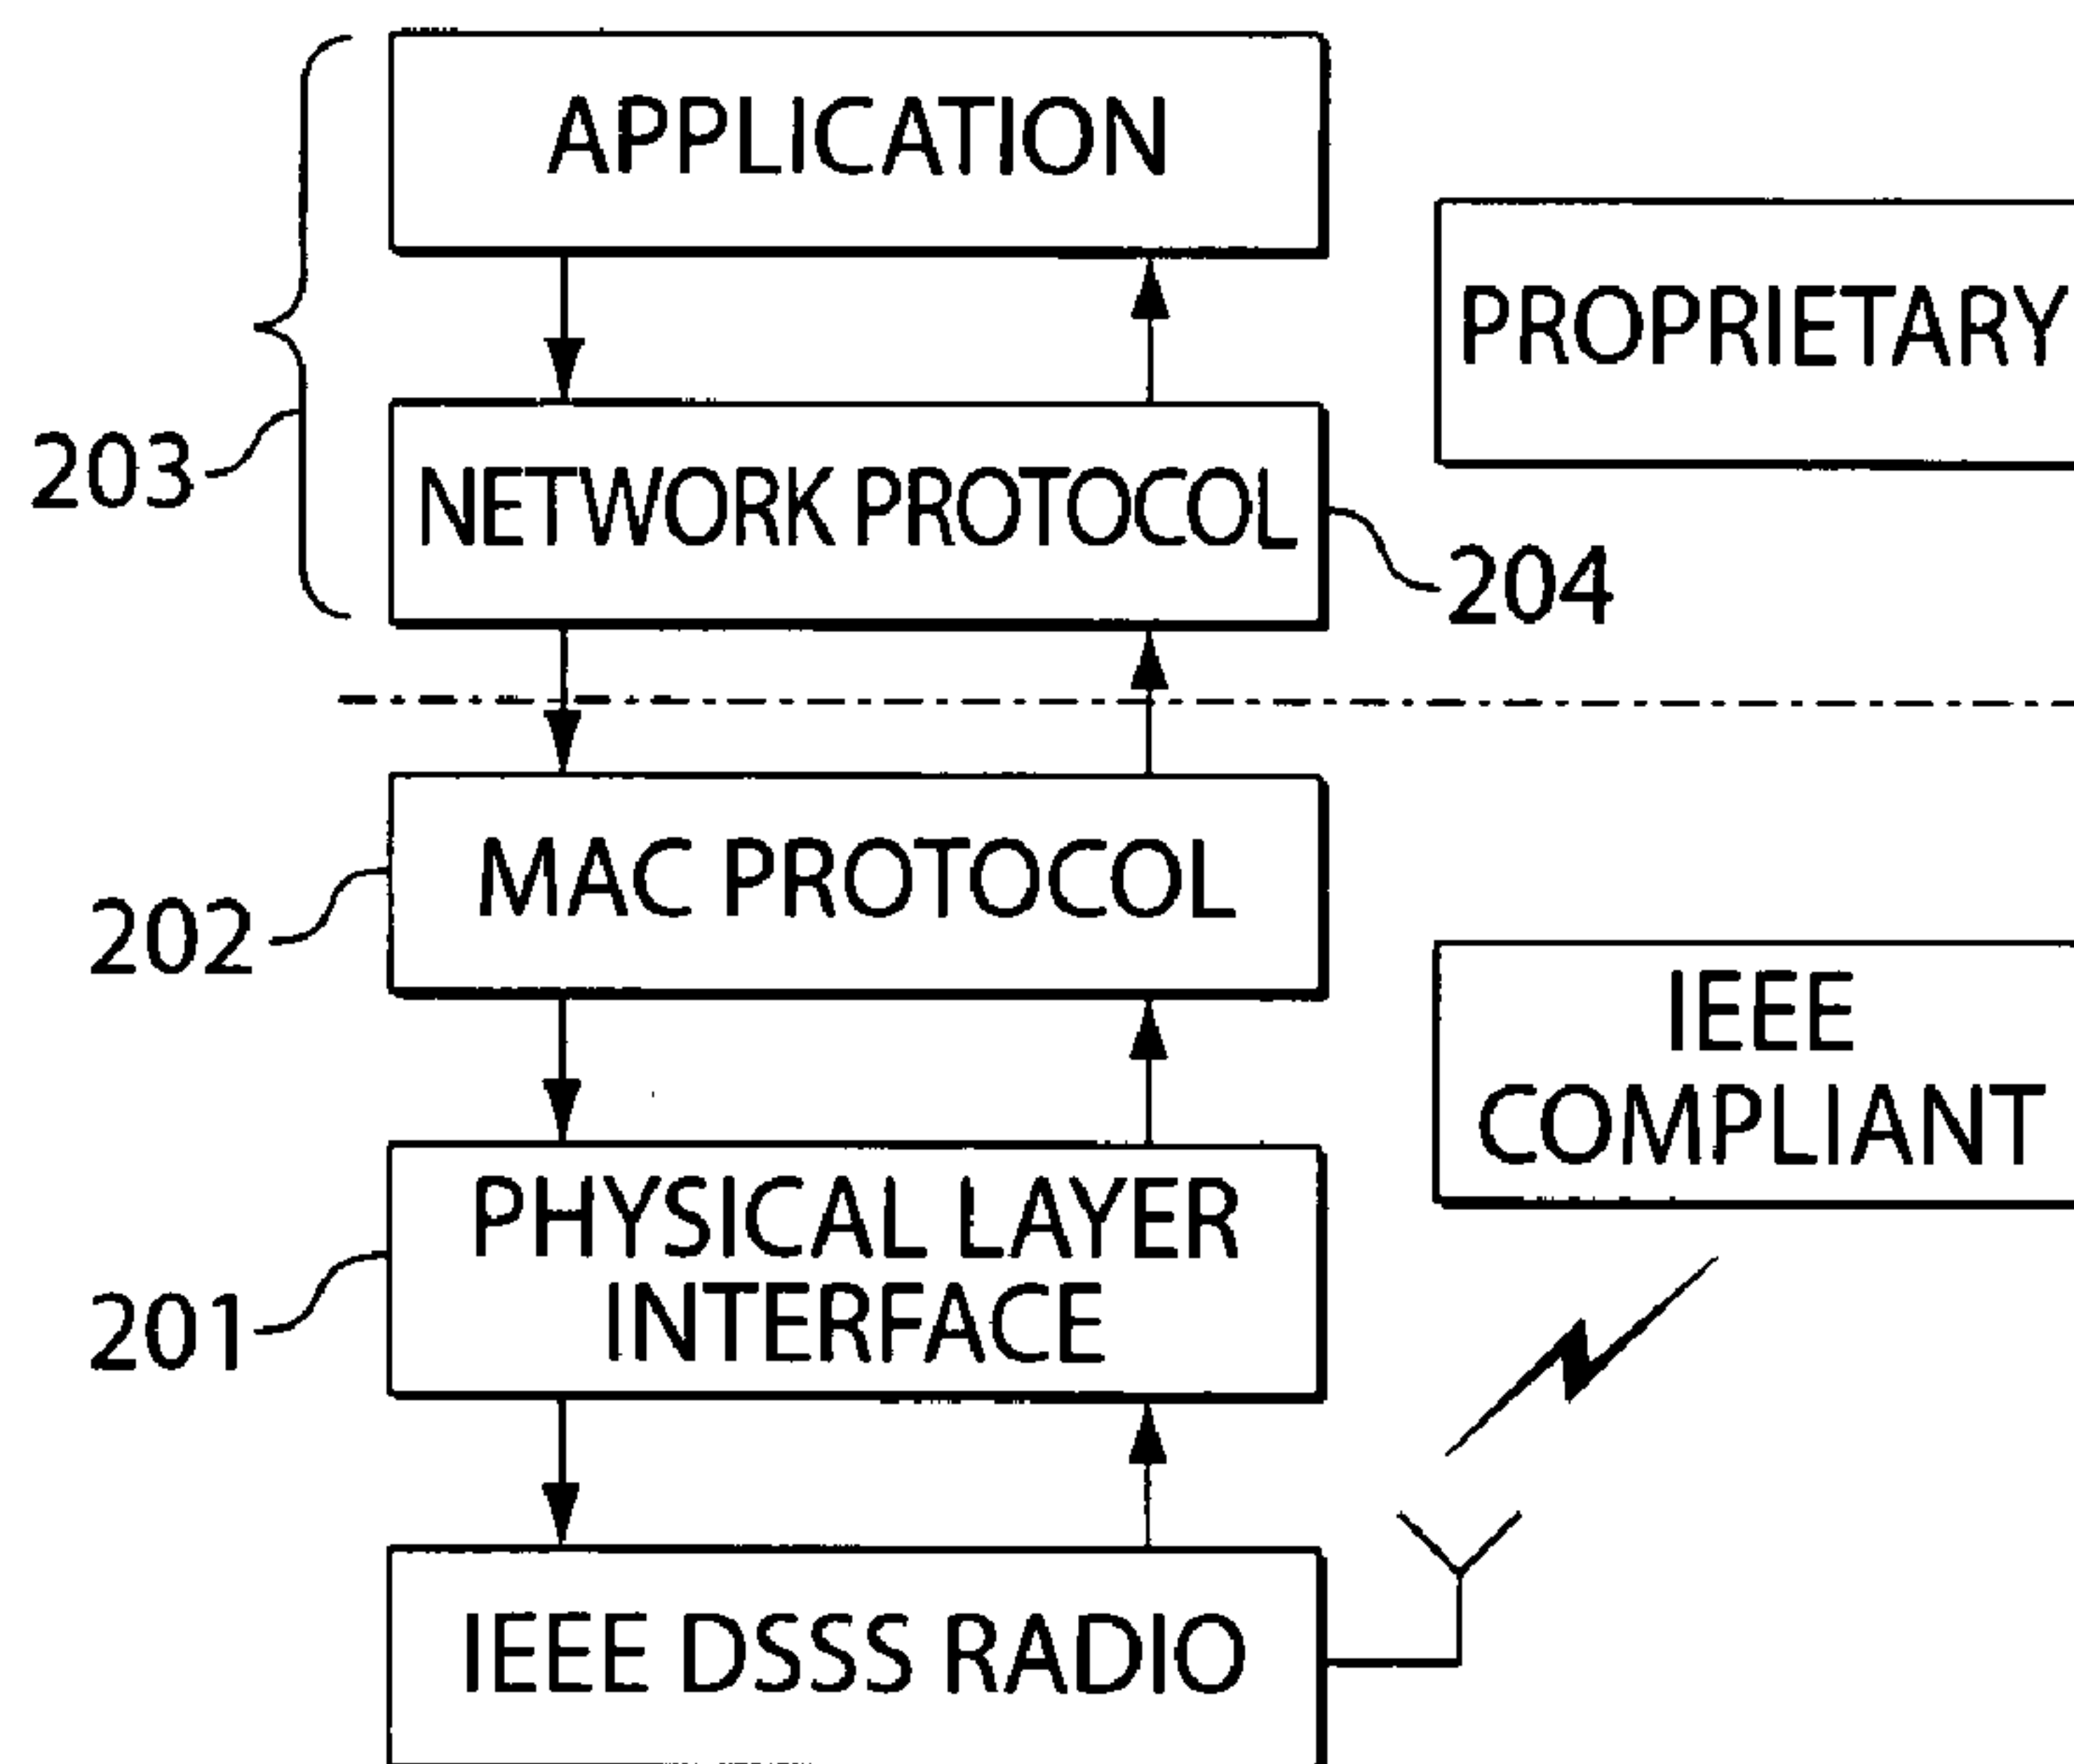 APPLICATION
PROPRIETARY
203
NETWORK PROTOCOL
204
MAC PROTOCOL
202
IEEE
COMPLIANT
PHYSICAL LAYER
INTERFACE
201
IEEE DSSS RADIO